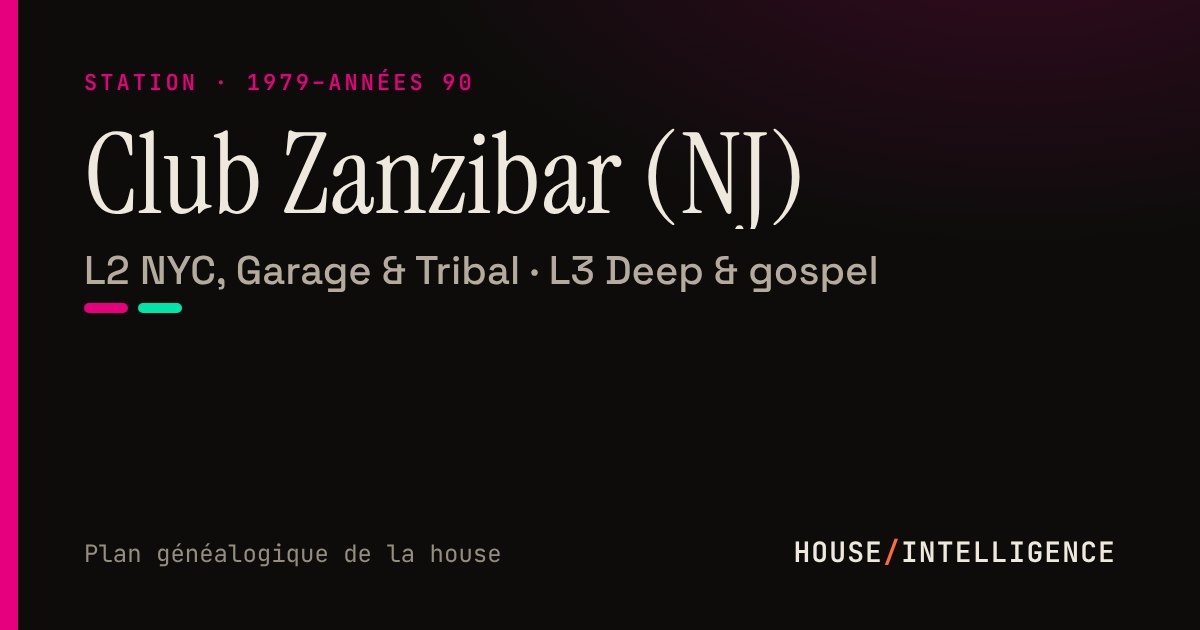 STATION · 1979–ANNÉES 90
Club Zanzibar (NJ)
L2 NYC, Garage & Tribal · L3 Deep & gospel
Plan généalogique de la house
HOUSE/INTELLIGENCE